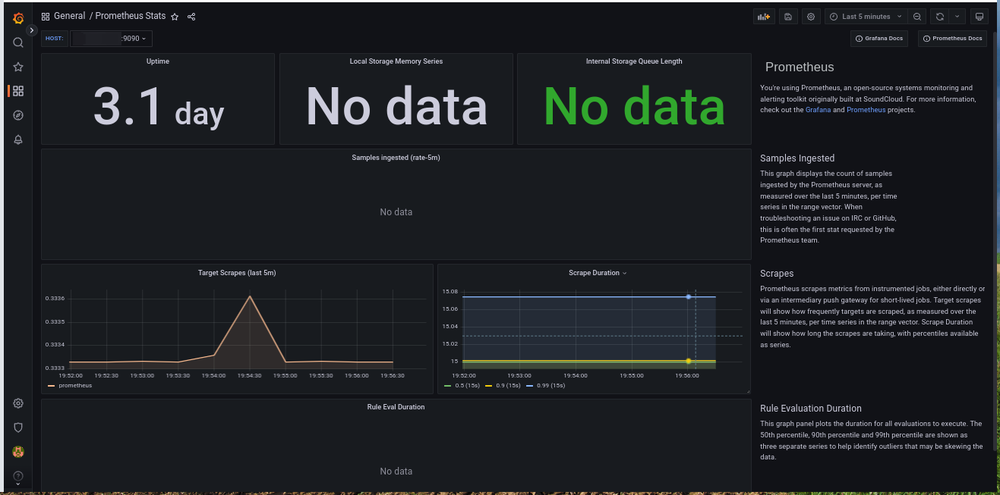 General / Prometheus Stats
Last 5 minutes
HOST:
:9090
Grafana Docs
Prometheus Docs
Uptime
3.1 day
Local Storage Memory Series
No data
Internal Storage Queue Length
No data
Prometheus
You're using Prometheus, an open-source systems monitoring and
alerting toolkit originally built at SoundCloud. For more information,
check out the Grafana and Prometheus projects.
Samples ingested (rate-5m)
No data
Samples Ingested
This graph displays the count of samples
ingested by the Prometheus server, as
measured over the last 5 minutes, per time
series in the range vector. When
troubleshooting an issue on IRC or GitHub,
this is often the first stat requested by the
Prometheus team.
Target Scrapes (last 5m)
0.3336
0.3335
0.3334
0.3333
19:52:00 19:52:30 19:53:00 19:53:30 19:54:00 19:54:30 19:55:00 19:55:30 19:56:00 19:56:30
prometheus
Scrape Duration
15.08
15.06
15.04
15.02
15
19:52:00 19:53:00 19:54:00 19:55:00 19:56:00
0.5 (15s) 0.9 (15s) 0.99 (15s)
Scrapes
Prometheus scrapes metrics from instrumented jobs, either directly or
via an intermediary push gateway for short-lived jobs. Target scrapes
will show how frequently targets are scraped, as measured over the
last 5 minutes, per time series in the range vector. Scrape Duration
will show how long the scrapes are taking, with percentiles available
as series.
Rule Eval Duration
No data
Rule Evaluation Duration
This graph panel plots the duration for all evaluations to execute. The
50th percentile, 90th percentile and 99th percentile are shown as
three separate series to help identify outliers that may be skewing the
data.